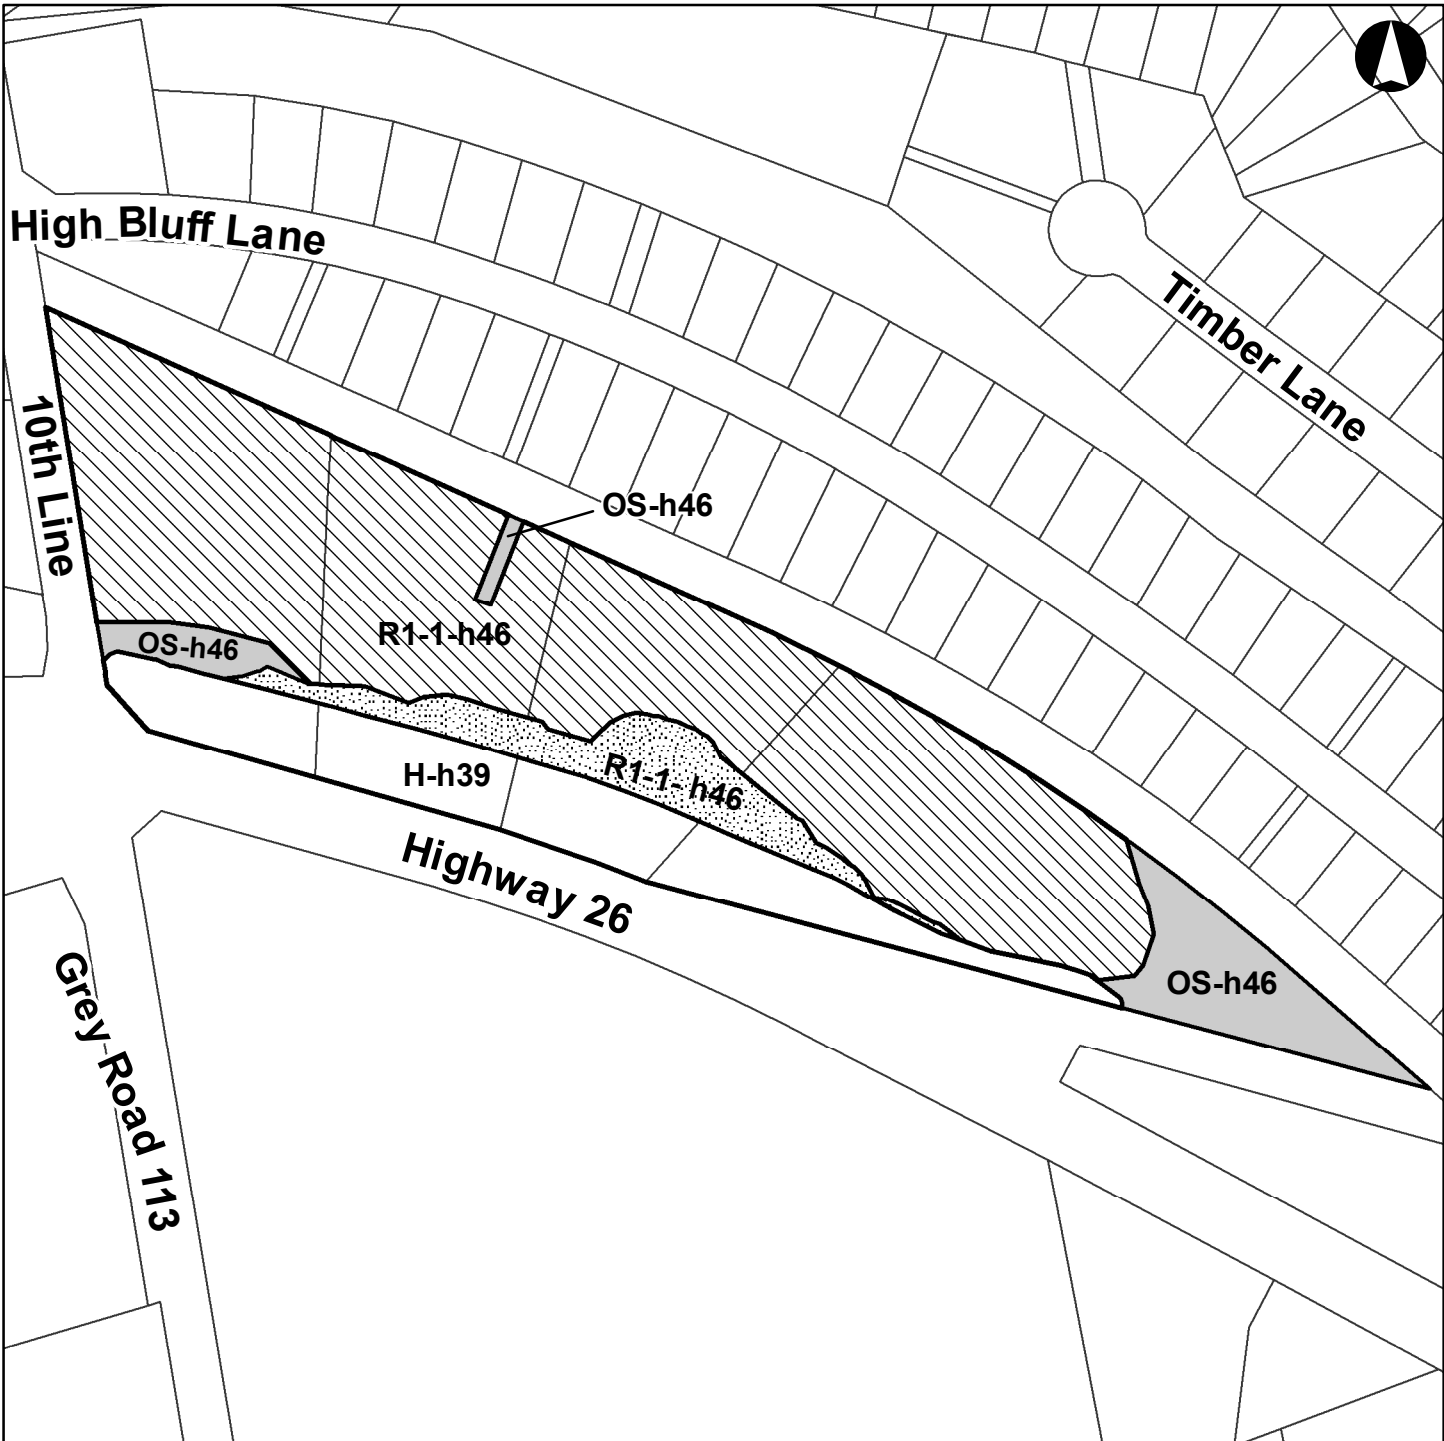 High Bluff Lane
Timber Lane
10th Line
OS-h46
R1-1-h46
OS-h46
H-h39
R1-1- h46
Highway 26
OS-h46
Grey Road 113